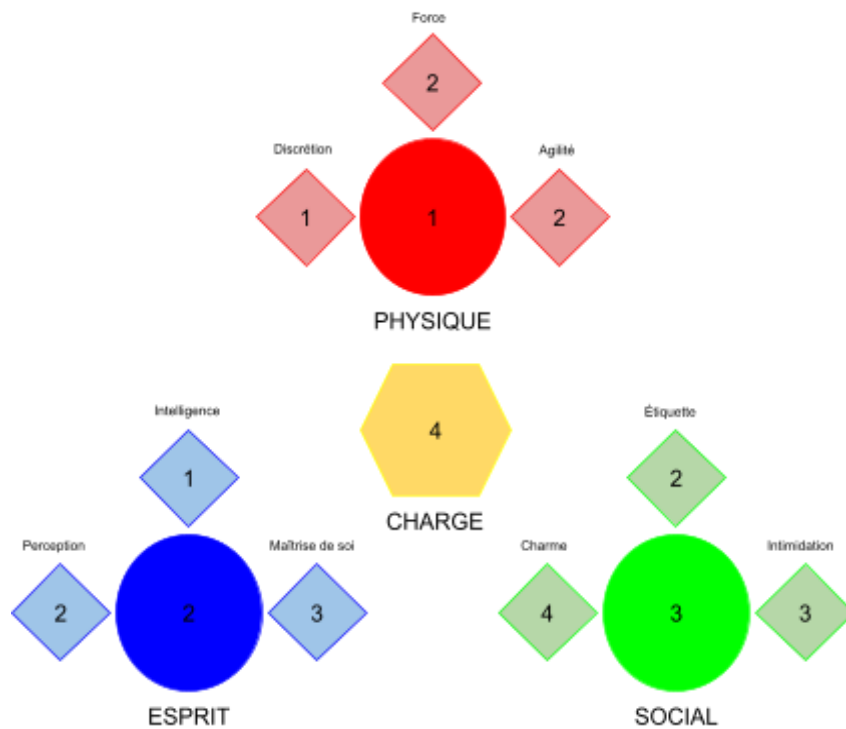 Force
2
Discrétion
Agilité
1
1
2
PHYSIQUE
4
CHARGE
Intelligence
1
Perception
Maîtrise de soi
2
2
3
ESPRIT
Étiquette
2
Charme
Intimidation
4
3
3
SOCIAL